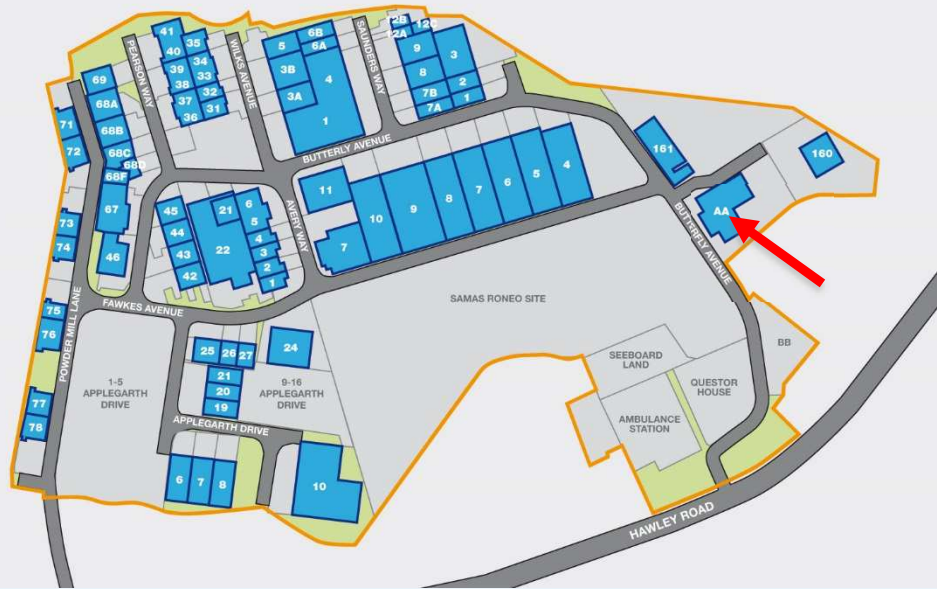 41
35
40
34
39
33
38
32
37
31
36
PEARSON WAY
WILKS AVENUE
5
6B
6A
3B
4
3A
1
SAUNDERS WAY
12B
12C
12A
9
3
8
2
7B
1
7A
69
68A
68B
68C
68D
68F
67
46
71
72
73
74
75
76
77
78
POWDER MILL LANE
BUTTERLY AVENUE
11
10
9
8
7
6
5
4
7
AVERY WAY
45
44
43
42
21
22
6
5
4
3
2
1
FAWKES AVENUE
161
160
AA
BUTTERFLY AVENUE
SAMAS RONEO SITE
25
26
27
24
21
20
19
1-5
APPLEGARTH
DRIVE
9-16
APPLEGARTH
DRIVE
APPLEGARTH DRIVE
6
7
8
10
SEEBOARD
LAND
QUESTOR
HOUSE
AMBULANCE
STATION
BB
HAWLEY ROAD